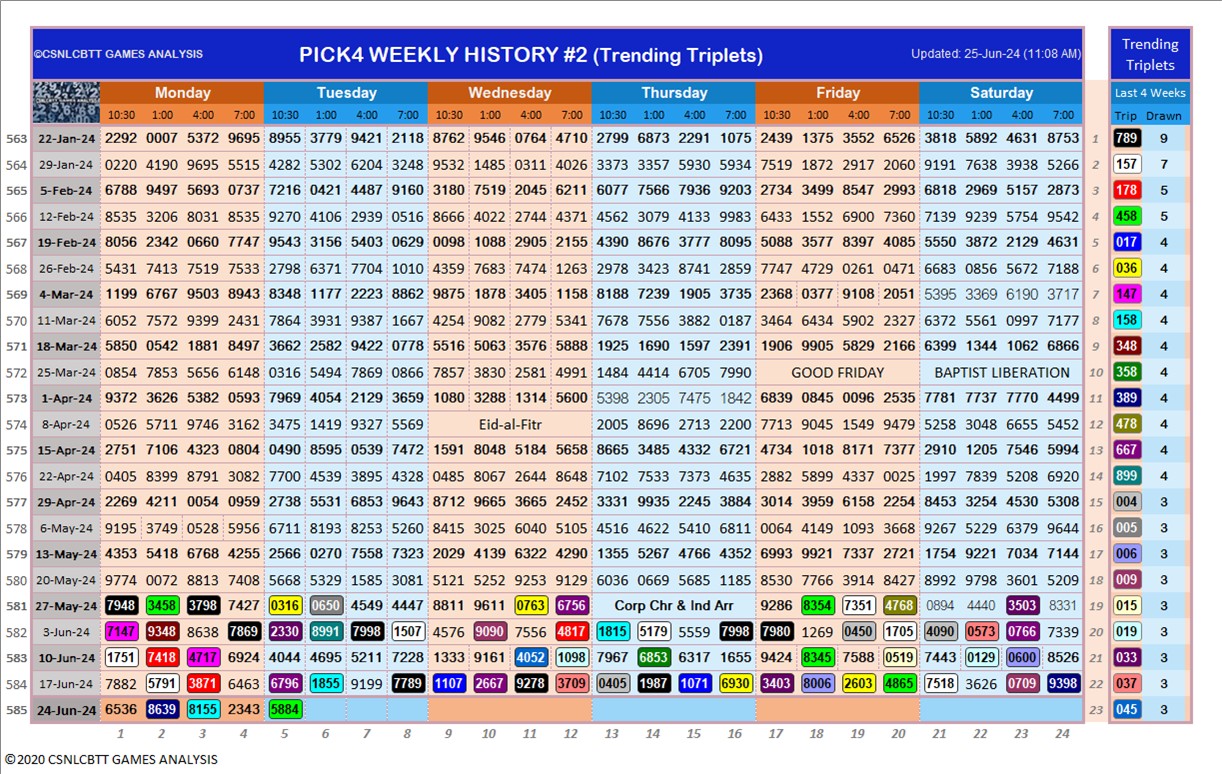 ©CSNLCBTT GAMES ANALYSIS PICK4 WEEKLY HISTORY #2 (Trending Triplets) Updated: 25-Jun-24 (11:08 AM) Trending Triplets
Monday Tuesday Wednesday Thursday Friday Saturday Last 4 Weeks
10:30 1:00 4:00 7:00 10:30 1:00 4:00 7:00 10:30 1:00 4:00 7:00 10:30 1:00 4:00 7:00 10:30 1:00 4:00 7:00 10:30 1:00 4:00 7:00 Trip Drawn
563 22-Jan-24 2292 0007 5372 9695 8955 3779 9421 2118 8762 9546 0764 4710 2799 6873 2291 1075 2439 1375 3552 6526 3818 5892 4631 8753 1 789 9
564 29-Jan-24 0220 4190 9695 5515 4282 5302 6204 3248 0532 1485 0311 4026 3373 3357 5930 5934 7519 1872 2917 2060 9191 7638 3938 5266 2 157 7
565 5-Feb-24 6788 9497 5693 0737 7216 0421 4487 9160 3180 7519 2045 6211 6077 7566 7936 9203 2734 3499 8547 2993 6818 2969 5157 2873 3 178 5
566 12-Feb-24 8535 3206 8031 8535 9270 4106 2939 0516 8666 4022 2744 4371 4562 3079 4133 9983 6433 1552 6900 7360 7139 9239 5754 9542 4 458 5
567 19-Feb-24 8056 2342 0660 7747 9543 3156 5403 0629 0098 1088 2905 2155 4390 8676 3777 8095 5088 3577 8397 4085 5550 3872 2129 4631 5 017 4
568 26-Feb-24 5431 7413 7519 7533 2798 6371 7704 1010 4359 7683 7474 1263 2978 3423 8741 2859 7747 4729 0261 0471 6683 0856 5672 7188 6 036 4
569 4-Mar-24 1199 6767 9503 8943 8348 1177 2223 8862 9875 1878 3405 1158 8188 7239 1905 3735 2368 0377 9108 2051 5395 3369 6190 3717 7 147 4
570 11-Mar-24 6052 7572 9399 2431 7864 3931 9387 1667 4254 9082 2779 5341 7678 7556 3882 0187 3464 6434 5902 2327 6372 5561 0997 7177 8 158 4
571 18-Mar-24 5850 0542 1881 8497 3662 2582 9422 0778 9516 5063 3576 5888 1925 1690 1597 2391 1906 9905 5829 2166 6399 1344 1062 6866 9 348 4
572 25-Mar-24 0854 7853 5656 6148 0316 5494 7869 0866 7857 3830 2581 4991 1484 4414 6705 7990 GOOD FRIDAY BAPTIST LIBERATION 10 358 4
573 1-Apr-24 9372 3626 5382 0593 7969 4054 2129 3656 1080 3288 1314 5600 5398 2305 7475 1842 6839 0845 0096 2535 7781 7737 7770 4499 11 389 4
574 8-Apr-24 0526 5711 9746 3162 3475 1419 9327 5569 Eid-al-Fitr 2005 8696 2713 2200 7713 9045 1549 9479 5258 3048 6655 5452 12 478 4
575 15-Apr-24 2751 7106 4323 0804 0490 8595 0539 7472 1591 8048 5184 5658 8665 3485 4332 6721 4734 1018 8171 7377 2910 1205 7546 5994 13 667 4
576 22-Apr-24 0405 8399 8791 3082 7700 4539 3895 4328 0485 8067 2644 8648 7102 7533 7373 4635 2882 5899 4337 0025 1997 7839 5208 6920 14 899 4
577 29-Apr-24 2269 4211 0054 0959 2738 5531 6853 9643 8712 9665 3665 2452 3331 9935 2245 3884 3014 3959 6158 2254 8453 3254 4530 5308 15 004 3
578 6-May-24 9195 3749 0528 5956 6711 8193 8253 5260 8415 3025 6040 5105 4516 4622 5410 6811 0064 4149 1093 3668 9267 5229 6379 9644 16 005 3
579 13-May-24 4353 5418 6768 4255 2566 0270 7558 7323 2029 4139 6322 4290 1355 5267 4766 4352 6993 9921 7337 2721 1754 9221 7034 7144 17 006 3
580 20-May-24 9774 0072 8813 7408 5668 5329 1585 3081 5121 5252 9253 9129 6036 0669 5685 1185 8530 7766 3914 8427 8992 9798 3601 5209 18 009 3
581 27-May-24 7948 3458 3798 7427 0316 0650 4549 4447 8811 9611 0763 6756 Corp Chr & Ind Arr 9286 8354 7351 4768 0894 4440 3503 8331 19 015 3
582 3-Jun-24 7147 9348 8638 7869 2330 8991 7998 1507 4576 9090 7556 4817 1815 5179 5559 7998 7980 1269 0450 1705 4090 0573 0766 7339 20 019 3
583 10-Jun-24 1751 7418 4717 6924 4044 4695 5211 7228 1333 9161 4052 1098 7967 6853 6317 1655 9424 8345 7588 0519 7443 0129 0600 8526 21 033 3
584 17-Jun-24 7882 5791 3871 6463 6796 1855 9199 7789 1107 2667 9278 3709 0405 1987 1071 6930 3403 8006 2603 4865 7518 3626 0709 9398 22 037 3
585 24-Jun-24 6536 8639 8155 2343 5884 23 045 3
1 2 3 4 5 6 7 8 9 10 11 12 13 14 15 16 17 18 19 20 21 22 23 24
©2020 CSNLCBTT GAMES ANALYSIS